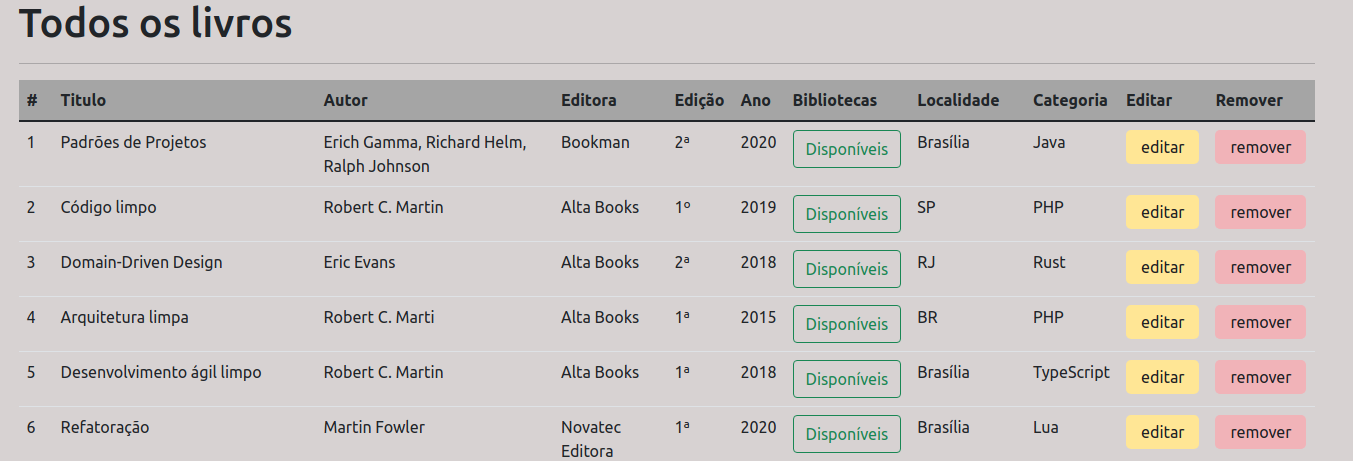 Todos os livros
# Titulo Autor Editora Edição Ano Bibliotecas Localidade Categoria Editar Remover
1 Padrões de Projetos Erich Gamma, Richard Helm, Bookman 2ª 2020 Disponíveis Brasília Java editar remover
Ralph Johnson
2 Código limpo Robert C. Martin Alta Books 1º 2019 Disponíveis SP PHP editar remover
3 Domain-Driven Design Eric Evans Alta Books 2ª 2018 Disponíveis RJ Rust editar remover
4 Arquitetura limpa Robert C. Marti Alta Books 1ª 2015 Disponíveis BR PHP editar remover
5 Desenvolvimento ágil limpo Robert C. Martin Alta Books 1ª 2018 Disponíveis Brasília TypeScript editar remover
6 Refatoração Martin Fowler Novatec 1ª 2020 Disponíveis Brasília Lua editar remover
Editora